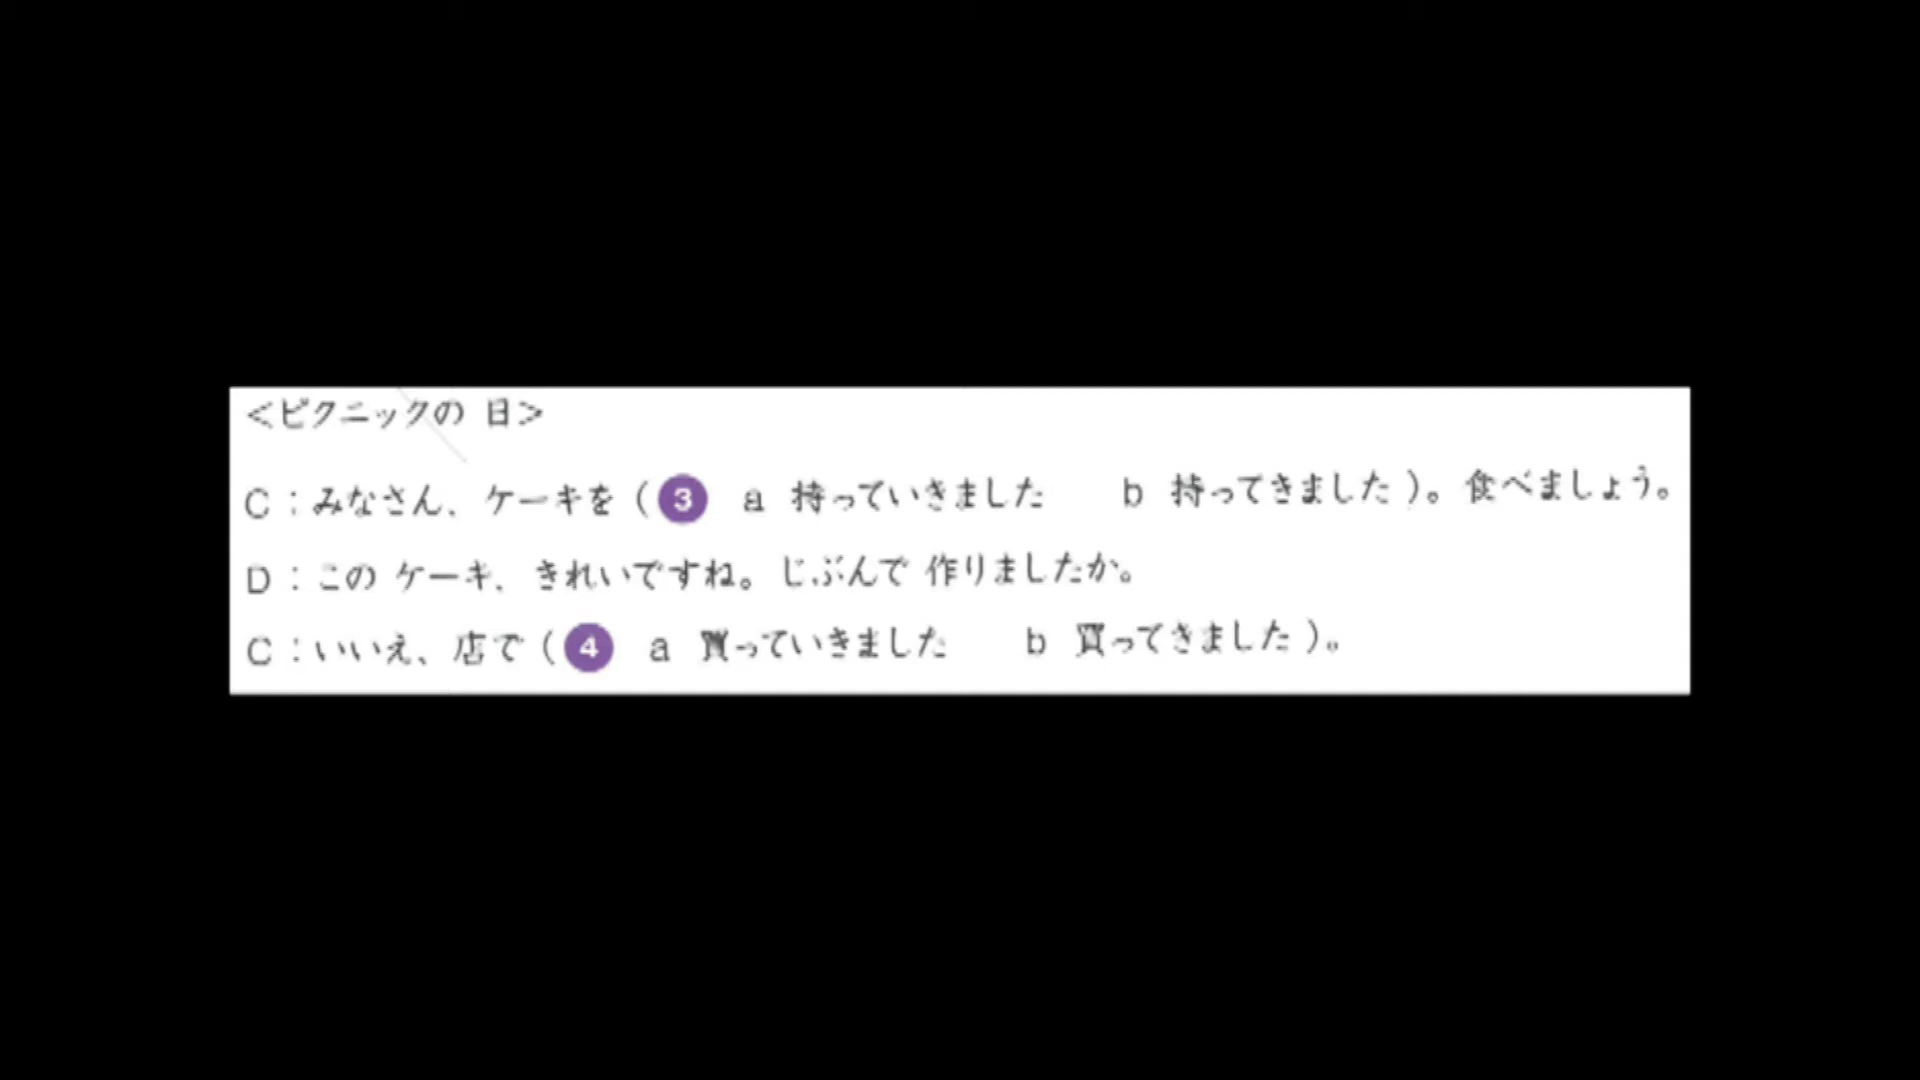 ＜ピクニックの 日＞
C：みなさん、ケーキを（3 a 持っていきました b 持ってきました）。食べましょう。
D：この ケーキ、きれいですね。じぶんで 作りましたか。
C：いいえ、店で（4 a 買っていきました b 買ってきました）。